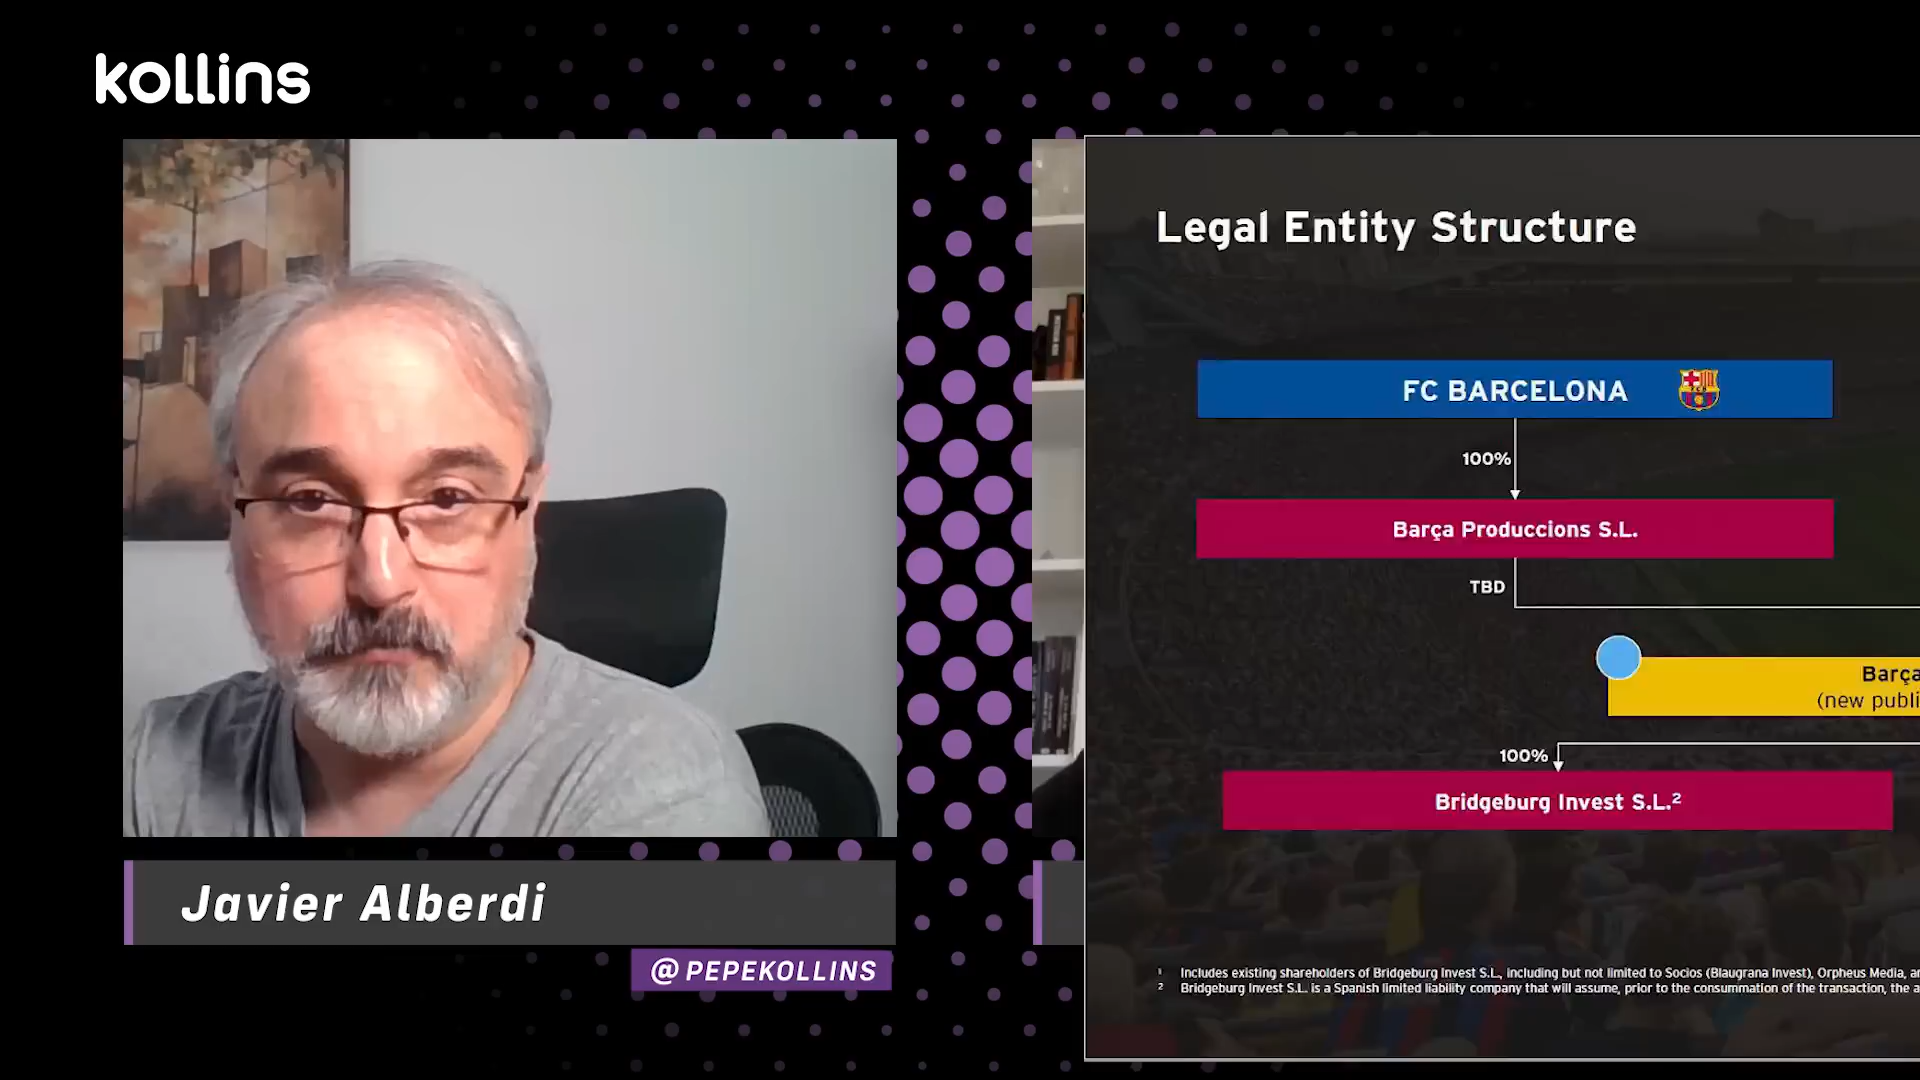 kollins
Legal Entity Structure
FC BARCELONA
100%
Barça Produccions S.L.
TBD
Barça
(new publi
100%
Bridgeburg Invest S.L.²
¹ Includes existing shareholders of Bridgeburg Invest S.L., including but not limited to Socios (Blaugrana Invest), Orpheus Media, a
² Bridgeburg Invest S.L. is a Spanish limited liability company that will assume, prior to the consummation of the transaction, the a
Javier Alberdi
@PEPEKOLLINS